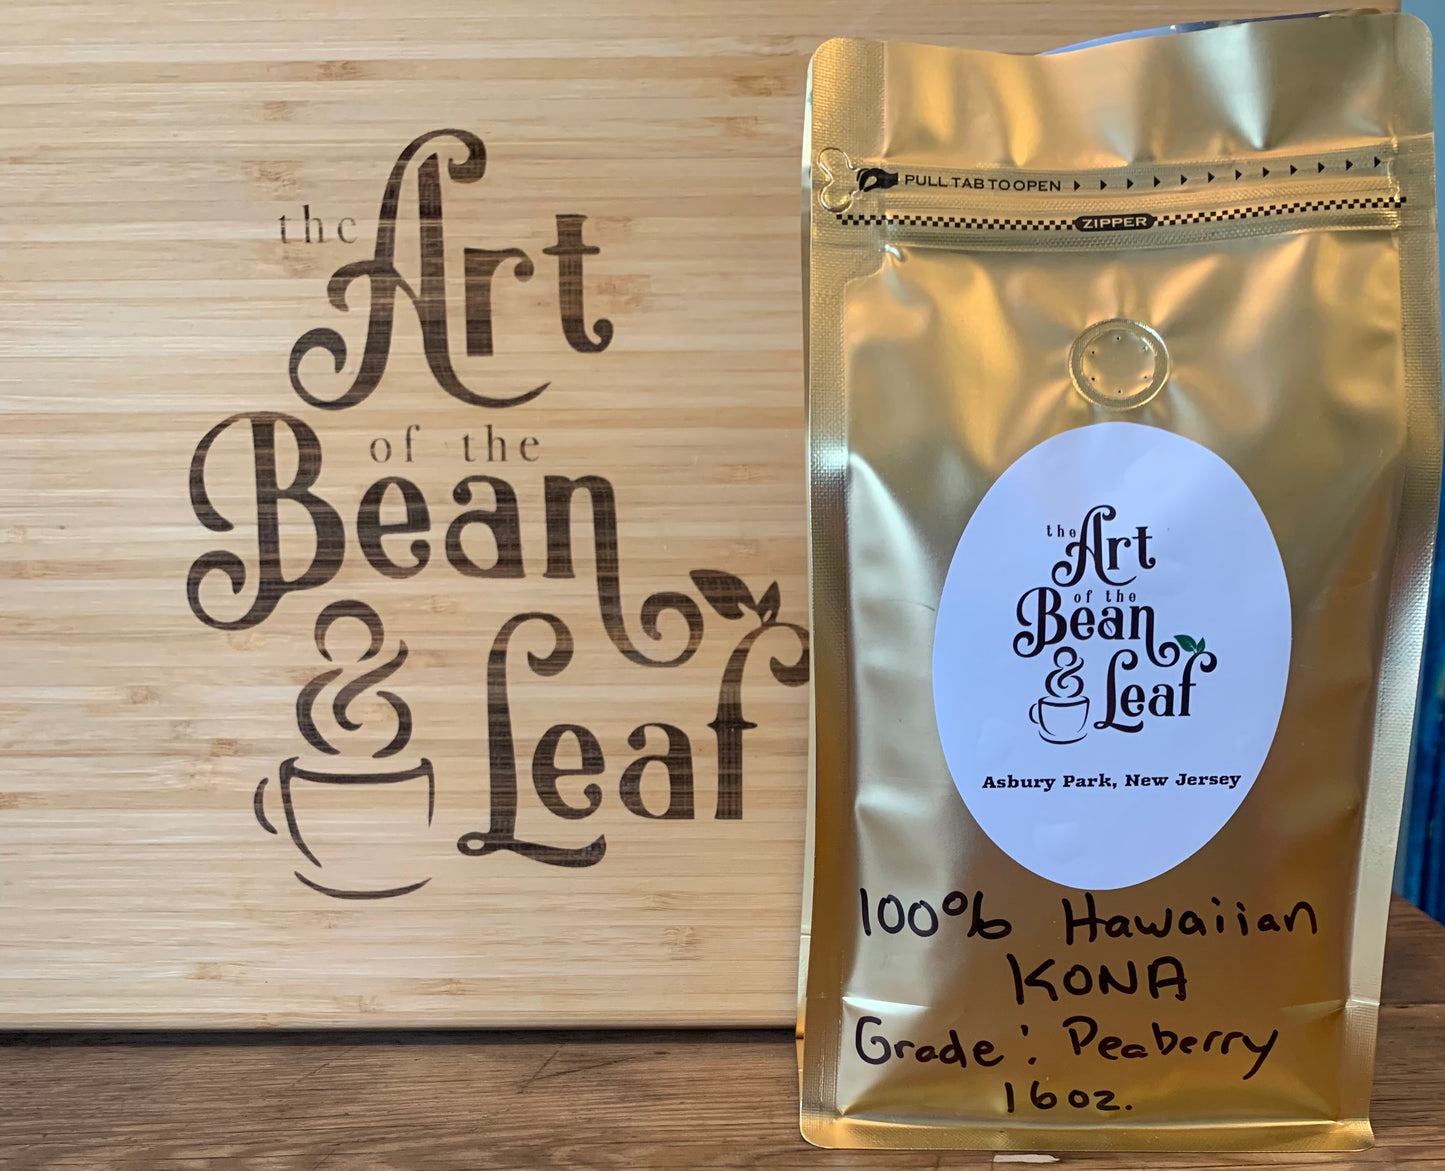 the
Art
of the
Bean
&
Leaf
PULL TAB TO OPEN
ZIPPER
the
Art
of the
Bean
&
Leaf
Asbury Park, New Jersey
100% Hawaiian
KONA
Grade: Peaberry
16oz.